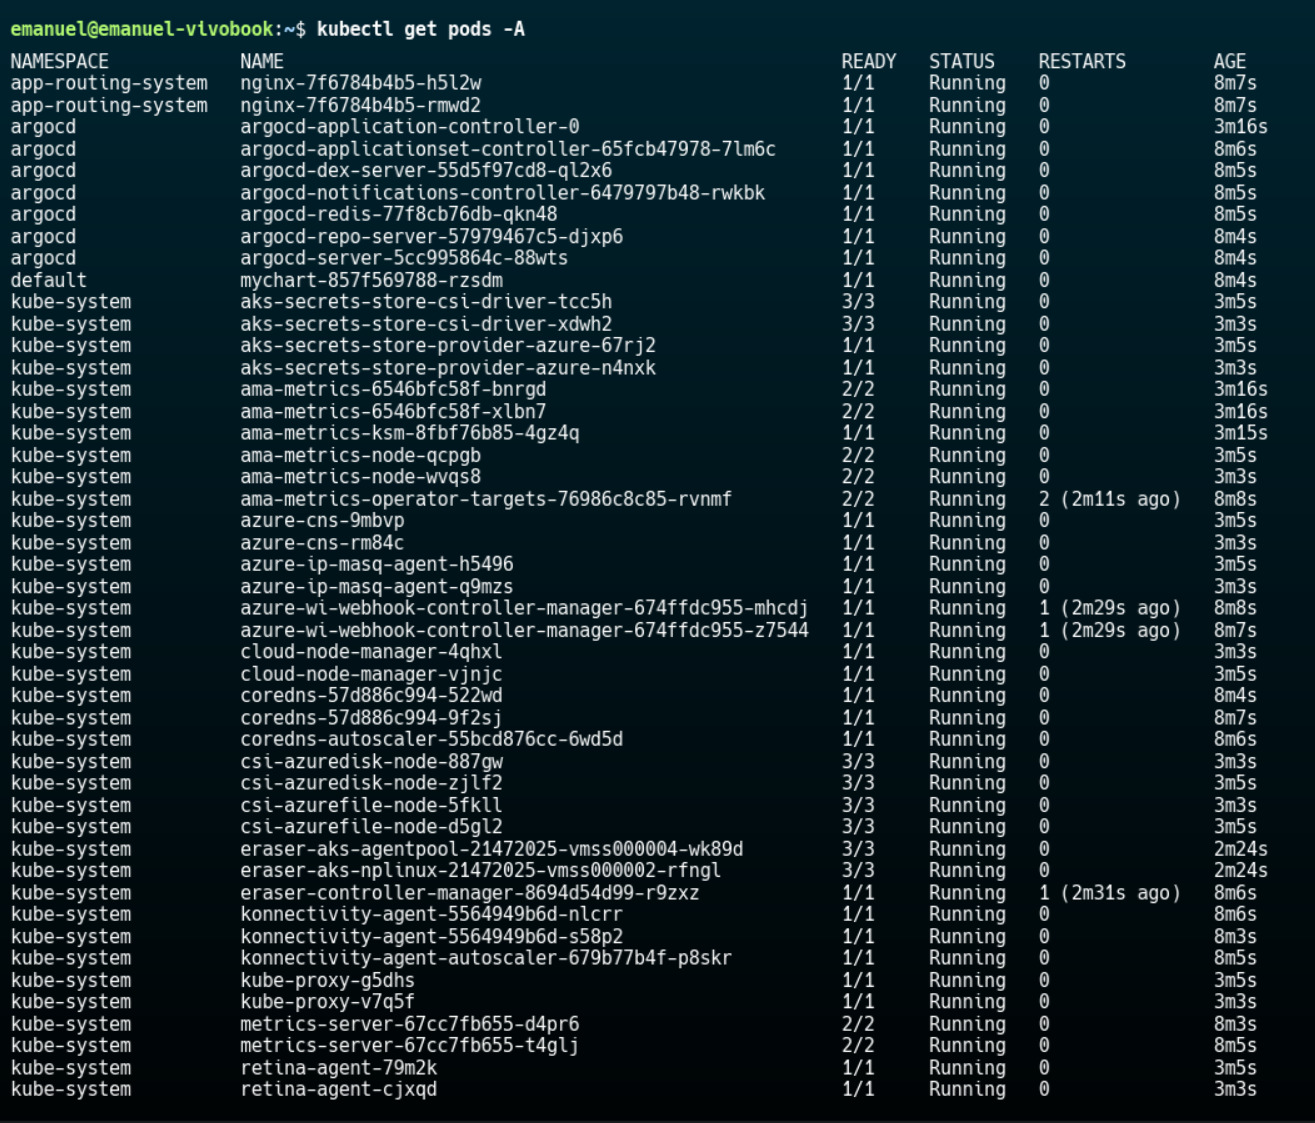 emanuel@emanuel-vivobook:~$ kubectl get pods -A
NAMESPACE NAME READY STATUS RESTARTS AGE
app-routing-system nginx-7f6784b4b5-h5l2w 1/1 Running 0 8m7s
app-routing-system nginx-7f6784b4b5-rmwd2 1/1 Running 0 8m7s
argocd argocd-application-controller-0 1/1 Running 0 3m16s
argocd argocd-applicationset-controller-65fcb47978-7lm6c 1/1 Running 0 8m6s
argocd argocd-dex-server-55d5f97cd8-ql2x6 1/1 Running 0 8m5s
argocd argocd-notifications-controller-6479797b48-rwkbk 1/1 Running 0 8m5s
argocd argocd-redis-77f8cb76db-qkn48 1/1 Running 0 8m5s
argocd argocd-repo-server-57979467c5-djxp6 1/1 Running 0 8m4s
argocd argocd-server-5cc995864c-88wts 1/1 Running 0 8m4s
default mychart-857f569788-rzsdm 1/1 Running 0 8m4s
kube-system aks-secrets-store-csi-driver-tcc5h 3/3 Running 0 3m5s
kube-system aks-secrets-store-csi-driver-xdwh2 3/3 Running 0 3m3s
kube-system aks-secrets-store-provider-azure-67rj2 1/1 Running 0 3m5s
kube-system aks-secrets-store-provider-azure-n4nxk 1/1 Running 0 3m3s
kube-system ama-metrics-6546bfc58f-bnrgd 2/2 Running 0 3m16s
kube-system ama-metrics-6546bfc58f-xlbn7 2/2 Running 0 3m16s
kube-system ama-metrics-ksm-8fbf76b85-4gz4q 1/1 Running 0 3m15s
kube-system ama-metrics-node-qcpgb 2/2 Running 0 3m5s
kube-system ama-metrics-node-wvqs8 2/2 Running 0 3m3s
kube-system ama-metrics-operator-targets-76986c8c85-rvnmf 2/2 Running 2 (2m11s ago) 8m8s
kube-system azure-cns-9mbvp 1/1 Running 0 3m5s
kube-system azure-cns-rm84c 1/1 Running 0 3m3s
kube-system azure-ip-masq-agent-h5496 1/1 Running 0 3m5s
kube-system azure-ip-masq-agent-q9mzs 1/1 Running 0 3m3s
kube-system azure-wi-webhook-controller-manager-674ffdc955-mhcdj 1/1 Running 1 (2m29s ago) 8m8s
kube-system azure-wi-webhook-controller-manager-674ffdc955-z7544 1/1 Running 1 (2m29s ago) 8m7s
kube-system cloud-node-manager-4qhxl 1/1 Running 0 3m3s
kube-system cloud-node-manager-vjnjc 1/1 Running 0 3m5s
kube-system coredns-57d886c994-522wd 1/1 Running 0 8m4s
kube-system coredns-57d886c994-9f2sj 1/1 Running 0 8m7s
kube-system coredns-autoscaler-55bcd876cc-6wd5d 1/1 Running 0 8m6s
kube-system csi-azuredisk-node-887gw 3/3 Running 0 3m3s
kube-system csi-azuredisk-node-zjlf2 3/3 Running 0 3m5s
kube-system csi-azurefile-node-5fkll 3/3 Running 0 3m3s
kube-system csi-azurefile-node-d5gl2 3/3 Running 0 3m5s
kube-system eraser-aks-agentpool-21472025-vmss000004-wk89d 3/3 Running 0 2m24s
kube-system eraser-aks-nplinux-21472025-vmss000002-rfngl 3/3 Running 0 2m24s
kube-system eraser-controller-manager-8694d54d99-r9zxz 1/1 Running 1 (2m31s ago) 8m6s
kube-system konnectivity-agent-5564949b6d-nlcrr 1/1 Running 0 8m6s
kube-system konnectivity-agent-5564949b6d-s58p2 1/1 Running 0 8m3s
kube-system konnectivity-agent-autoscaler-679b77b4f-p8skr 1/1 Running 0 8m5s
kube-system kube-proxy-g5dhs 1/1 Running 0 3m5s
kube-system kube-proxy-v7q5f 1/1 Running 0 3m3s
kube-system metrics-server-67cc7fb655-d4pr6 2/2 Running 0 8m3s
kube-system metrics-server-67cc7fb655-t4glj 2/2 Running 0 8m5s
kube-system retina-agent-79m2k 1/1 Running 0 3m5s
kube-system retina-agent-cjxqd 1/1 Running 0 3m3s